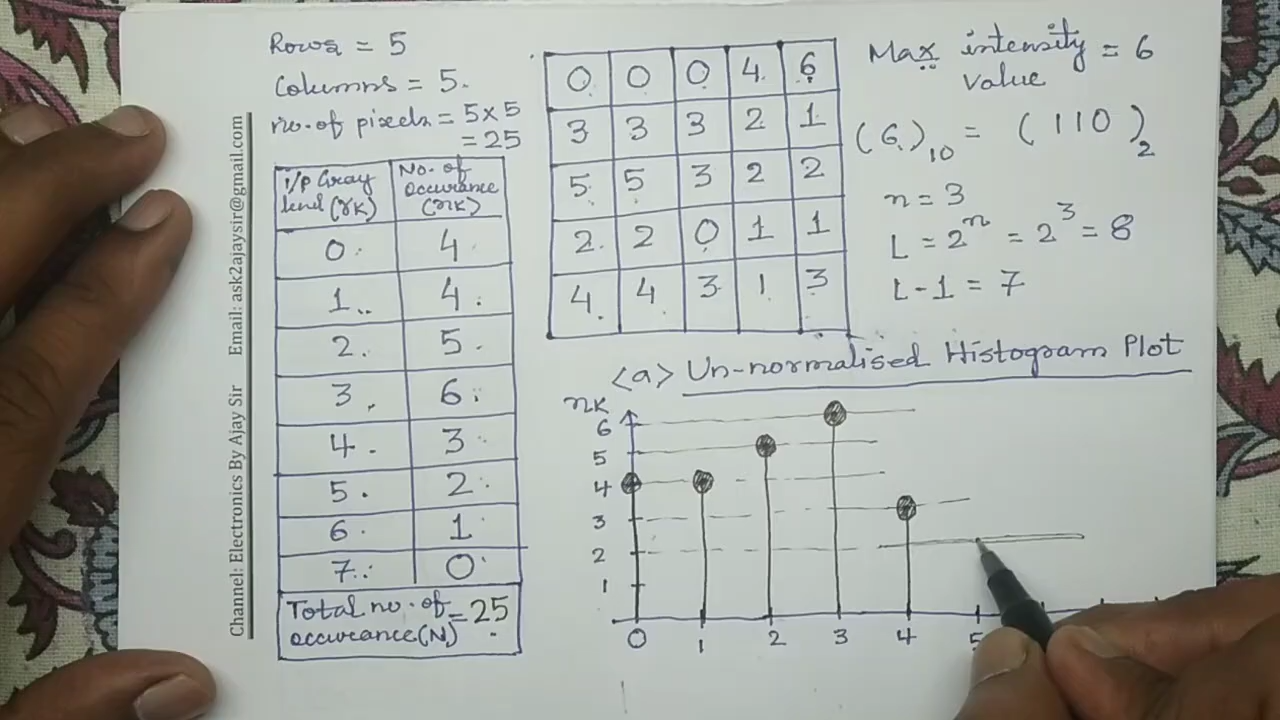 Rows = 5
Columns = 5.
no. of pixels = 5 x 5
= 25
i/p Gray level (rK)
No. of occurance (nK)
0 4
1 4
2 5
3 6
4 3
5 2
6 1
7 0
Total no. of occurance (N) = 25
0 0 0 4 6
3 3 3 2 1
5 5 3 2 2
2 2 0 1 1
4 4 3 1 3
Max intensity value = 6
(6)10 = (110)2
n = 3
L = 2^n = 2^3 = 8
L - 1 = 7
<a> Un-normalised Histogram Plot
nK
6
5
4
3
2
1
0 1 2 3 4 5
Channel: Electronics By Ajay Sir Email: ask2ajaysir@gmail.com